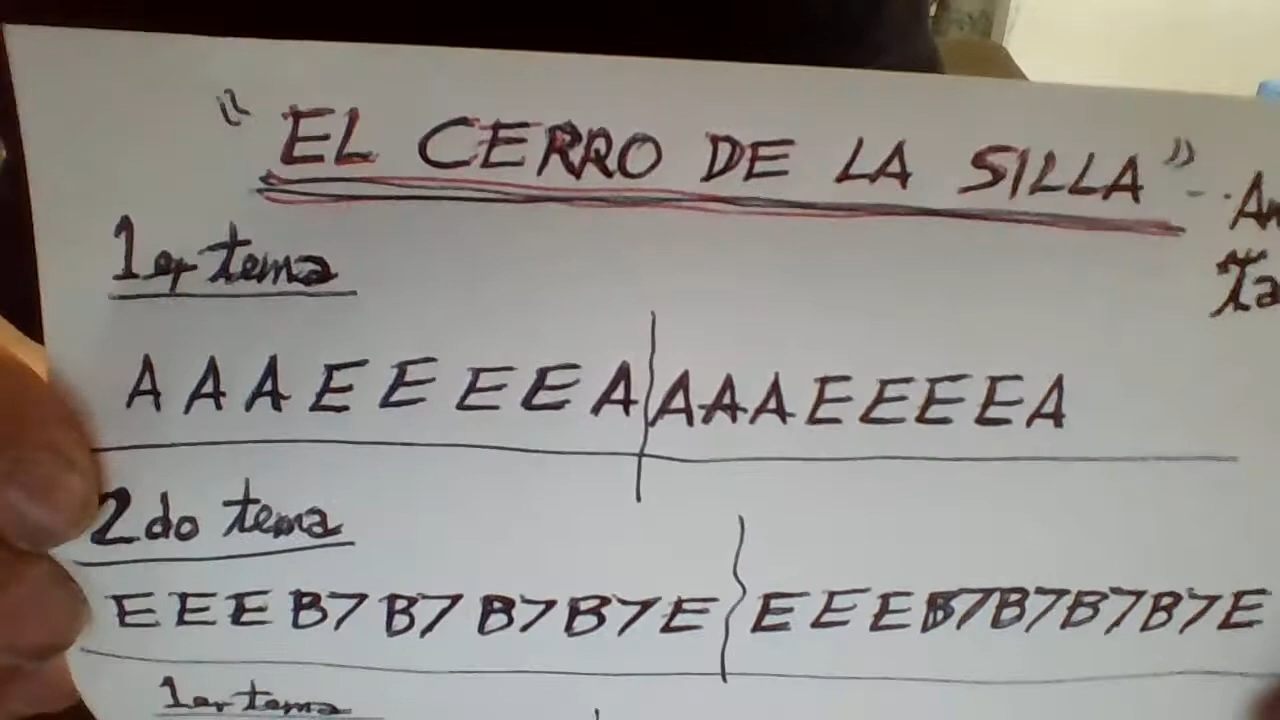 "EL CERRO DE LA SILLA"-
1er tema
A A A E E E E A A A A E E E E A
2do tema
E E E B7 B7 B7 B7 E E E E B7 B7 B7 B7 E
1er tema